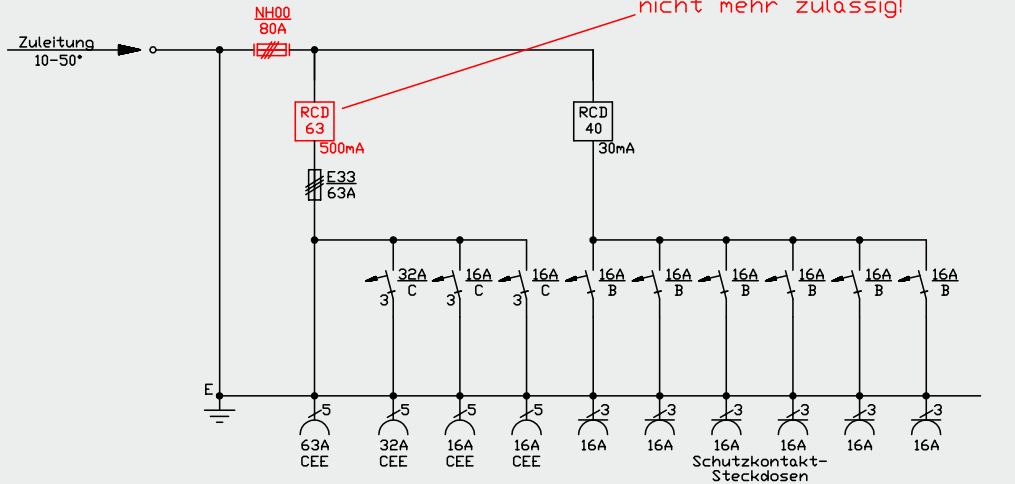 nicht mehr zulässig!
NH00
80A
Zuleitung
10-50°
RCD
63
500mA
RCD
40
30mA
E33
63A
32A
C
3
16A
C
3
16A
C
3
16A
B
16A
B
16A
B
16A
B
16A
B
16A
B
E
5
5
5
5
3
3
3
3
3
3
63A
CEE
32A
CEE
16A
CEE
16A
CEE
16A
16A
16A
16A
16A
16A
Schutzkontakt-
Steckdosen